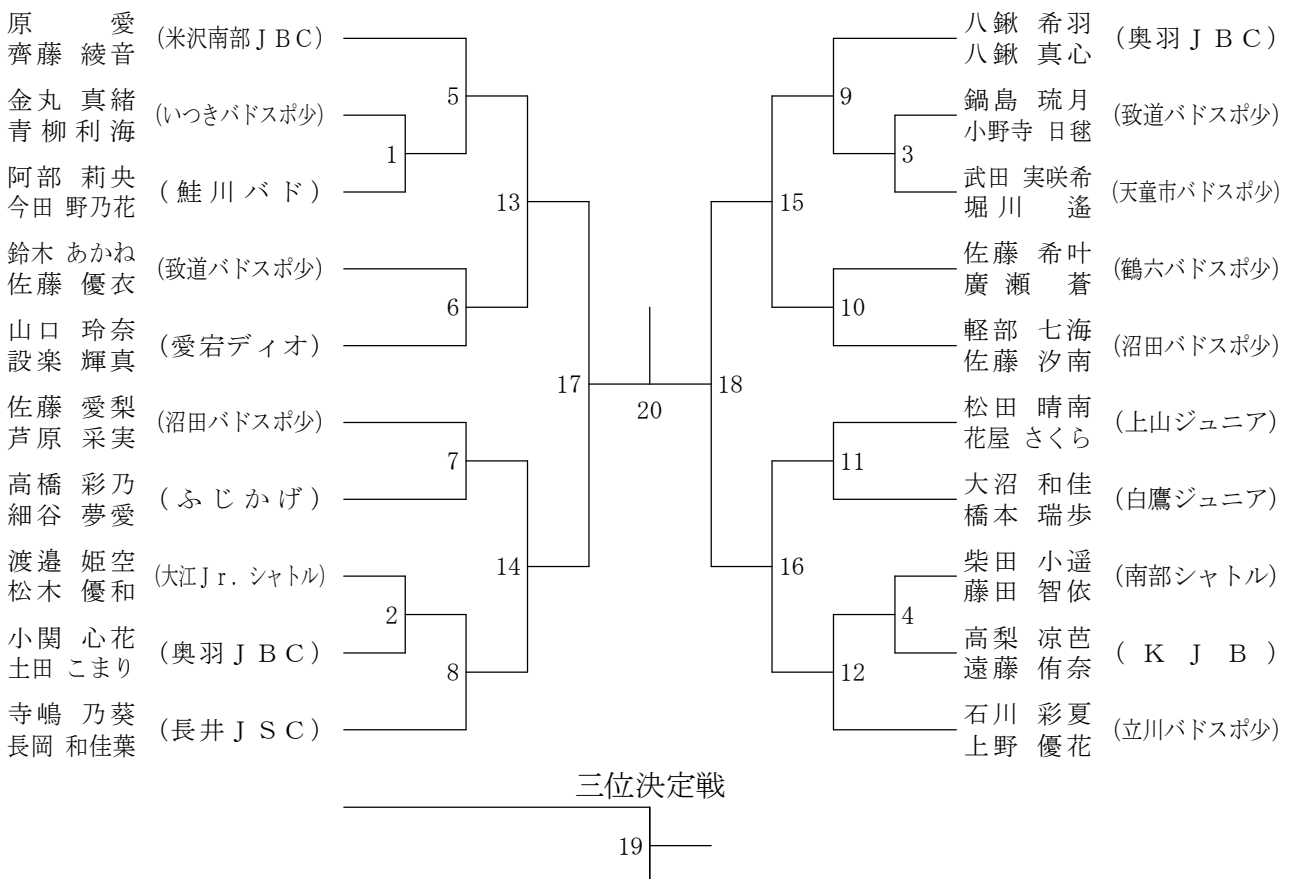 原 愛
齊藤 綾音
(米沢南部ＪＢＣ)
金丸 真緒
青柳利海
(いつきバドスポ少)
阿部 莉央
今田 野乃花
(鮭川バド)
鈴木 あかね
佐藤 優衣
(致道バドスポ少)
山口 玲奈
設楽 輝真
(愛宕ディオ)
佐藤 愛梨
芦原 采実
(沼田バドスポ少)
高橋 彩乃
細谷 夢愛
(ふじかげ)
渡邉 姫空
松木 優和
(大江Ｊｒ．シャトル)
小関 心花
土田 こまり
(奥羽ＪＢＣ)
寺嶋 乃葵
長岡 和佳葉
(長井ＪＳＣ)
5
1
13
6
17
7
14
2
8
20
八鍬 希羽
八鍬 真心
(奥羽ＪＢＣ)
鍋島 琉月
小野寺 日毬
(致道バドスポ少)
武田 実咲希
堀川 遙
(天童市バドスポ少)
佐藤 希叶
廣瀬 蒼
(鶴六バドスポ少)
軽部 七海
佐藤 汐南
(沼田バドスポ少)
松田 晴南
花屋 さくら
(上山ジュニア)
大沼 和佳
橋本 瑞歩
(白鷹ジュニア)
柴田 小遥
藤田 智依
(南部シャトル)
高梨 凉芭
遠藤 侑奈
(ＫＪＢ)
石川 彩夏
上野 優花
(立川バドスポ少)
9
3
15
10
18
11
16
4
12
三位決定戦
19